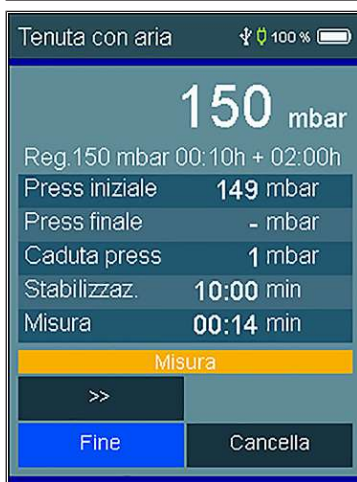 Tenuta con aria 100 %
150 mbar
Reg.150 mbar 00:10h + 02:00h
Press iniziale 149 mbar
Press finale - mbar
Caduta press 1 mbar
Stabilizzaz. 10:00 min
Misura 00:14 min
Misura
>>
Fine Cancella